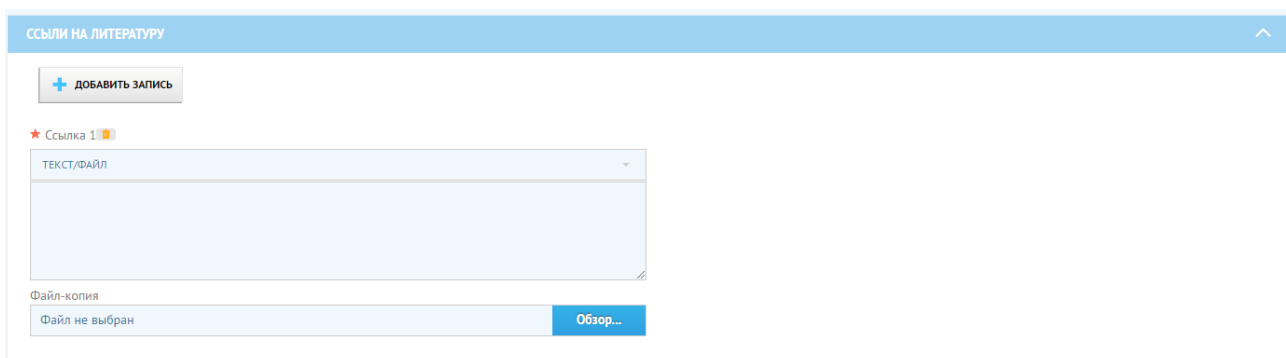 ССЫЛИ НА ЛИТЕРАТУРУ
ДОБАВИТЬ ЗАПИСЬ
Ссылка 1
ТЕКСТ/ФАЙЛ
Файл-копия
Файл не выбран Обзор...